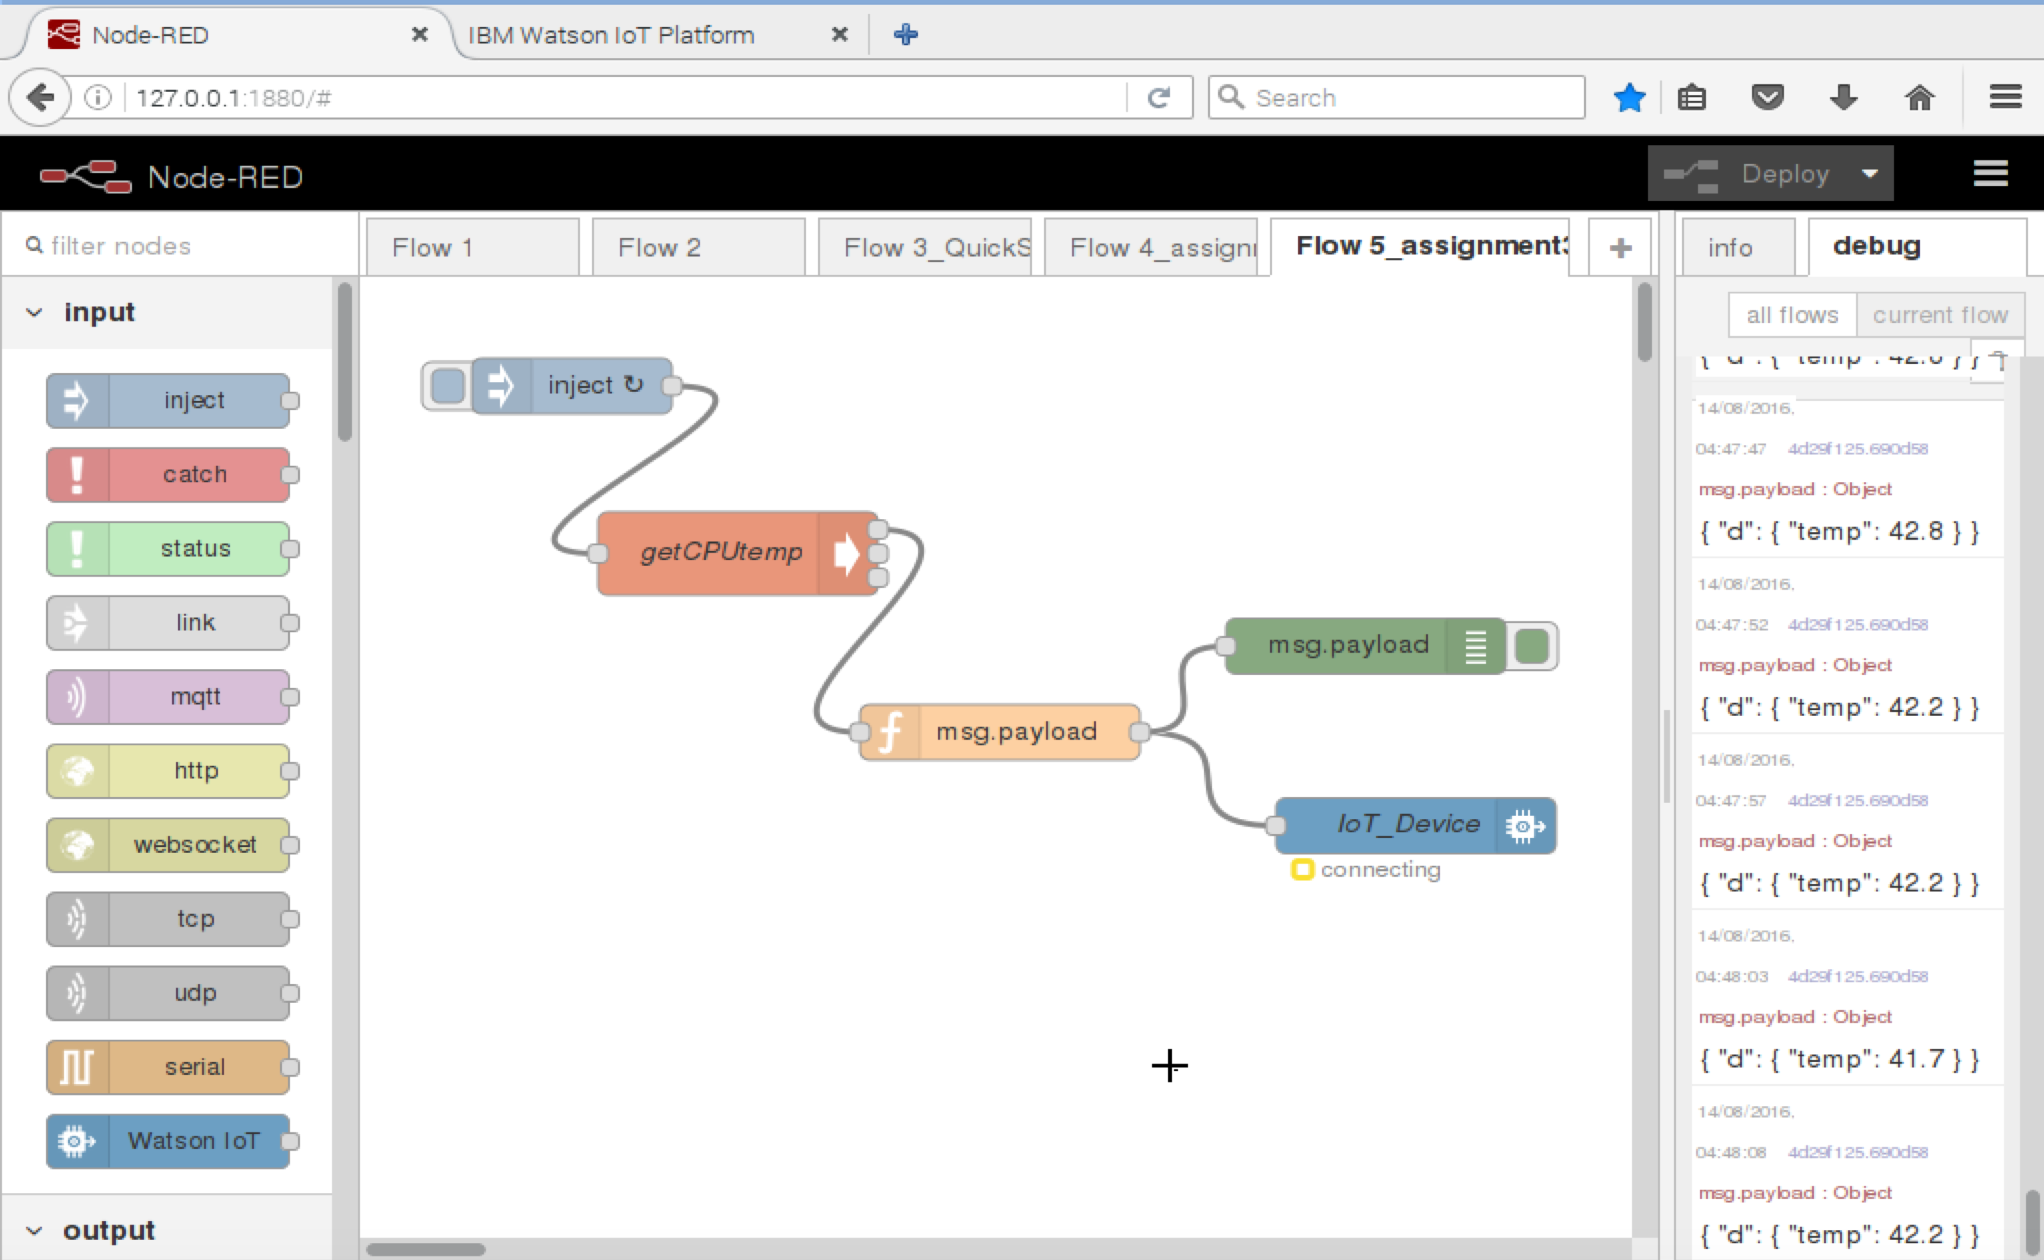 Node-RED
IBM Watson IoT Platform
127.0.0.1:1880/#
Search
Node-RED
Deploy
filter nodes
Flow 1
Flow 2
Flow 3_QuickS
Flow 4_assign
Flow 5_assignment3
info
debug
input
inject
catch
status
link
mqtt
http
websocket
tcp
udp
serial
Watson IoT
output
inject ↻
getCPUtemp
msg.payload
msg.payload
IoT_Device
connecting
all flows
current flow
14/08/2016,
04:47:47 4d29f125.690d58
msg.payload : Object
{ "d": { "temp": 42.8 } }
14/08/2016,
04:47:52 4d29f125.690d58
msg.payload : Object
{ "d": { "temp": 42.2 } }
14/08/2016,
04:47:57 4d29f125.690d58
msg.payload : Object
{ "d": { "temp": 42.2 } }
14/08/2016,
04:48:03 4d29f125.690d58
msg.payload : Object
{ "d": { "temp": 41.7 } }
14/08/2016,
04:48:08 4d29f125.690d58
msg.payload : Object
{ "d": { "temp": 42.2 } }